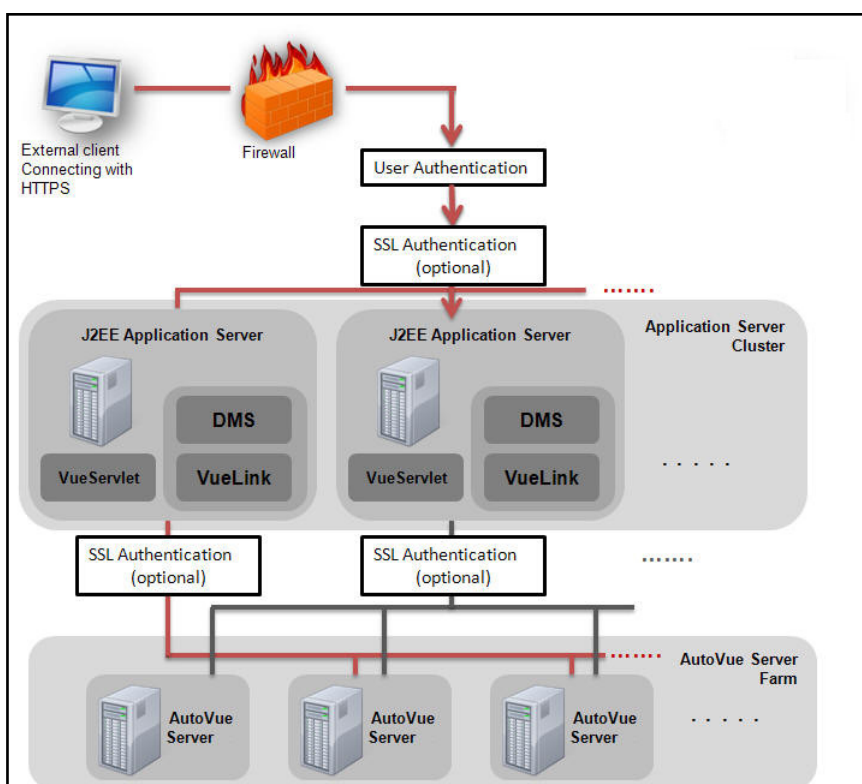 External client
Connecting with
HTTPS
Firewall
User Authentication
SSL Authentication
(optional)
J2EE Application Server
J2EE Application Server
Application Server
Cluster
DMS
DMS
VueServlet
VueLink
VueServlet
VueLink
SSL Authentication
(optional)
SSL Authentication
(optional)
AutoVue Server
Farm
AutoVue
Server
AutoVue
Server
AutoVue
Server